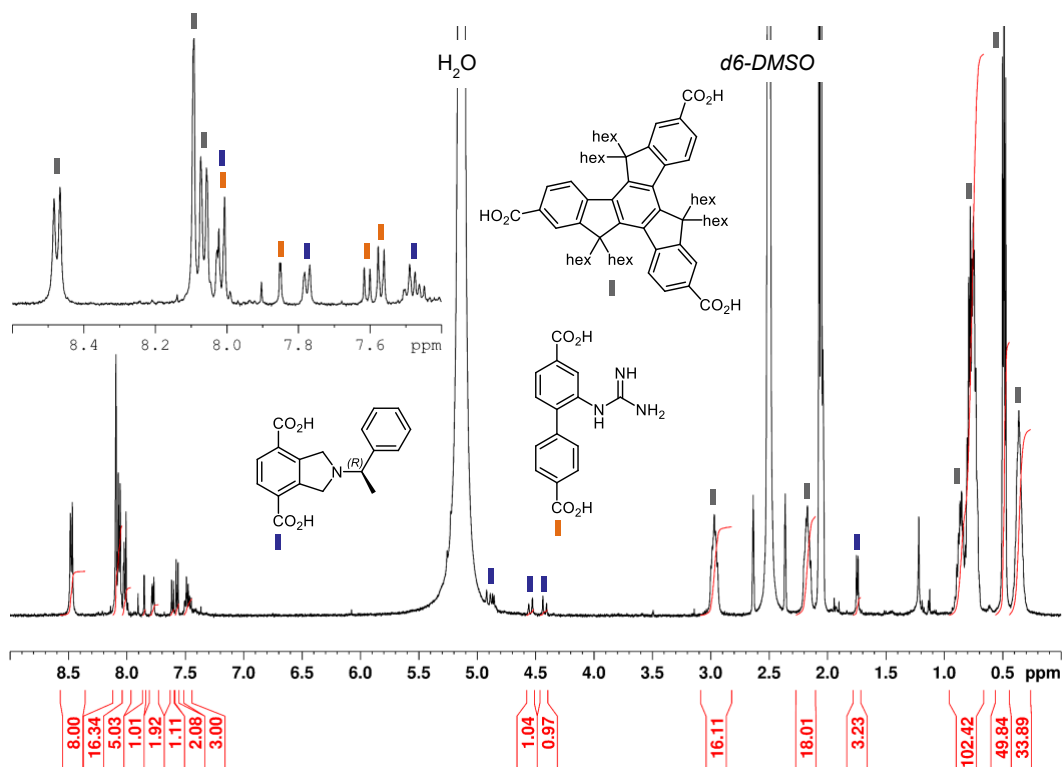 H2O
d6-DMSO
CO2H
hex
hex
hex
HO2C
hex
hex hex
CO2H
8.4 8.2 8.0 7.8 7.6 ppm
CO2H
NH
N
H
NH2
CO2H
CO2H
N
(R)
CO2H
8.5 8.0 7.5 7.0 6.5 6.0 5.5 5.0 4.5 4.0 3.5 3.0 2.5 2.0 1.5 1.0 ppm
8.00
16.34
5.03
1.01
1.92
1.11
2.08
3.00
1.04
0.97
16.11
18.01
3.23
102.42
49.84
33.89